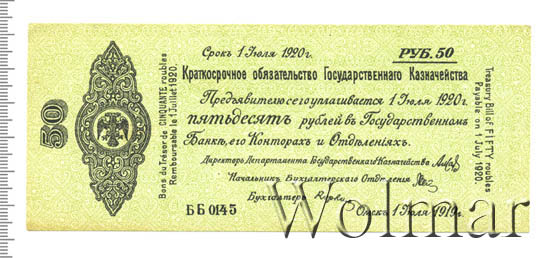 Срокъ 1 Іюля 1920 г.
РУБ. 50
Краткосрочное обязательство Государственнаго Казначейства
Предъявителю сего уплачивается 1 Іюля 1920 г.
пятьдесятъ рублей въ Государственномъ
Банкѣ, его Конторахъ и Отдѣленіяхъ.
Директоръ Департамента Государственнаго Казначейства
Начальникъ Бухгалтерскаго Отдѣленія
Бухгалтеръ
ББ 0145
Омскъ, 1 Іюля 1919 г.
50
Bons du Trésor de CINQUANTE roubles
Remboursable le 1 Juillet 1920.
Treasury Bill of FIFTY roubles
Payable on 1 July 1920.
Wolmar